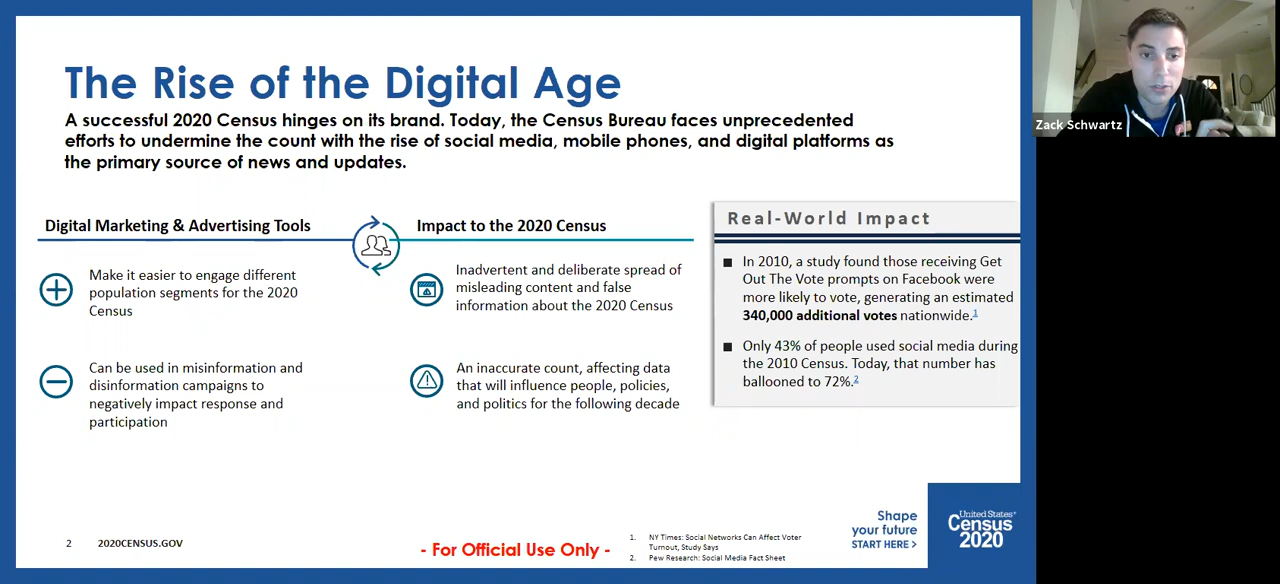 The Rise of the Digital Age
A successful 2020 Census hinges on its brand. Today, the Census Bureau faces unprecedented
efforts to undermine the count with the rise of social media, mobile phones, and digital platforms as
the primary source of news and updates.
Digital Marketing & Advertising Tools
Make it easier to engage different
population segments for the 2020
Census
Can be used in misinformation and
disinformation campaigns to
negatively impact response and
participation
Impact to the 2020 Census
Inadvertent and deliberate spread of
misleading content and false
information about the 2020 Census
An inaccurate count, affecting data
that will influence people, policies,
and politics for the following decade
Real-World Impact
In 2010, a study found those receiving Get
Out The Vote prompts on Facebook were
more likely to vote, generating an estimated
340,000 additional votes nationwide.1
Only 43% of people used social media during
the 2010 Census. Today, that number has
ballooned to 72%.2
2 2020CENSUS.GOV
- For Official Use Only -
1. NY Times: Social Networks Can Affect Voter
Turnout, Study Says
2. Pew Research: Social Media Fact Sheet
Shape
your future
START HERE >
United States®
Census
2020
Zack Schwartz